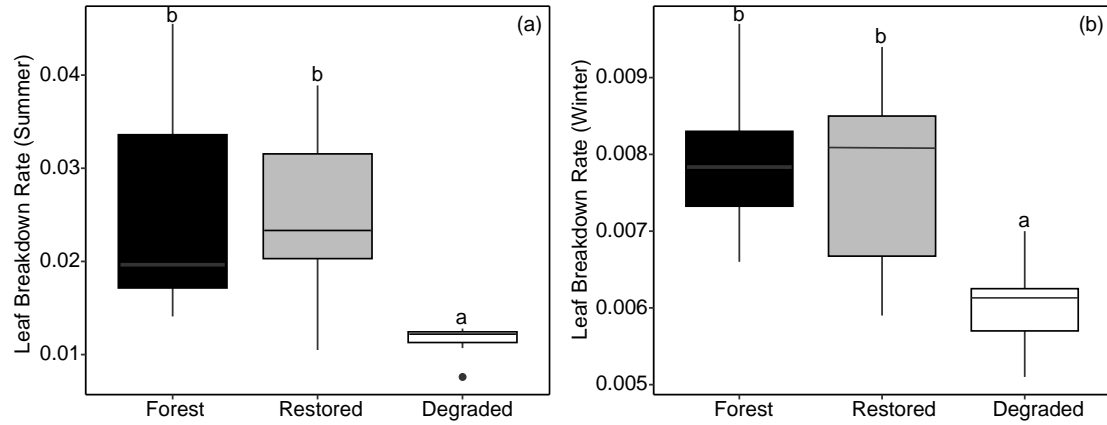 (a)
Leaf Breakdown Rate (Summer)
0.04
0.03
0.02
0.01
b
b
a
Forest
Restored
Degraded
(b)
Leaf Breakdown Rate (Winter)
0.009
0.008
0.007
0.006
0.005
b
b
a
Forest
Restored
Degraded